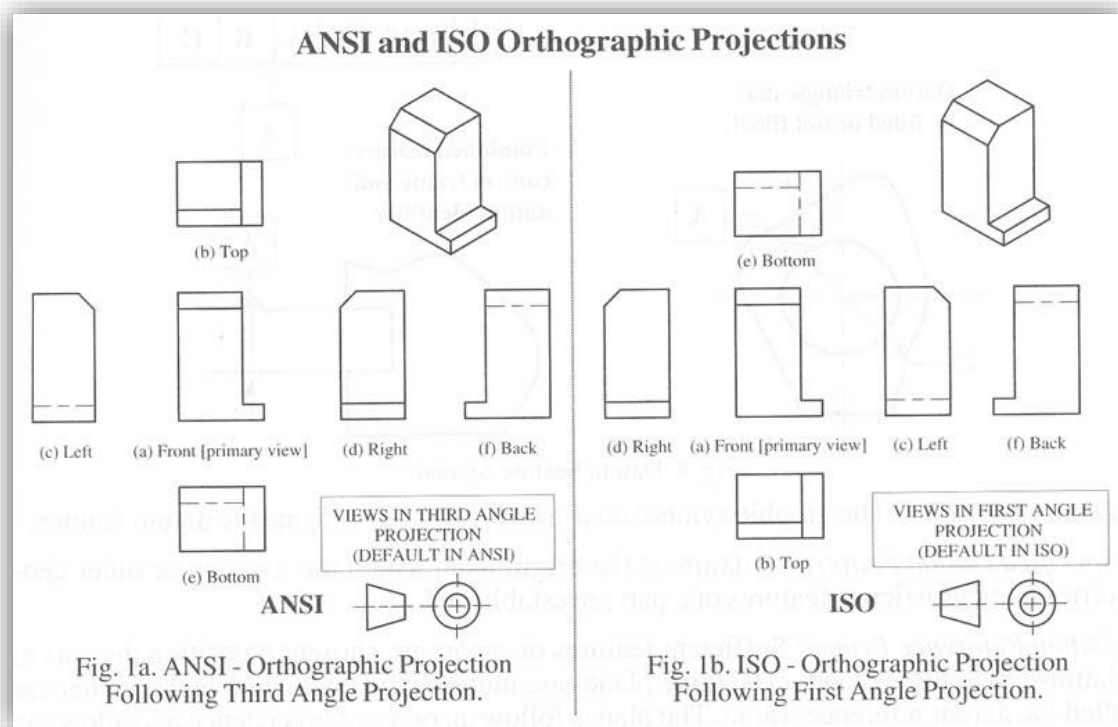 ANSI and ISO Orthographic Projections
(b) Top
(c) Left
(a) Front [primary view]
(d) Right
(f) Back
(e) Bottom
VIEWS IN THIRD ANGLE
PROJECTION
(DEFAULT IN ANSI)
ANSI
Fig. 1a. ANSI - Orthographic Projection
Following Third Angle Projection.
(e) Bottom
(d) Right
(a) Front [primary view]
(c) Left
(f) Back
(b) Top
VIEWS IN FIRST ANGLE
PROJECTION
(DEFAULT IN ISO)
ISO
Fig. 1b. ISO - Orthographic Projection
Following First Angle Projection.